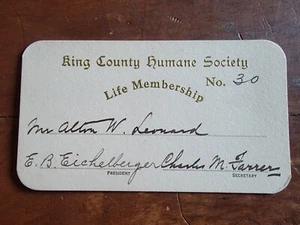 King County Humane Society
Life Membership No. 30
Mr Alton W. Leonard
E. B. Eichelberger Charles M. Farrer
PRESIDENT SECRETARY